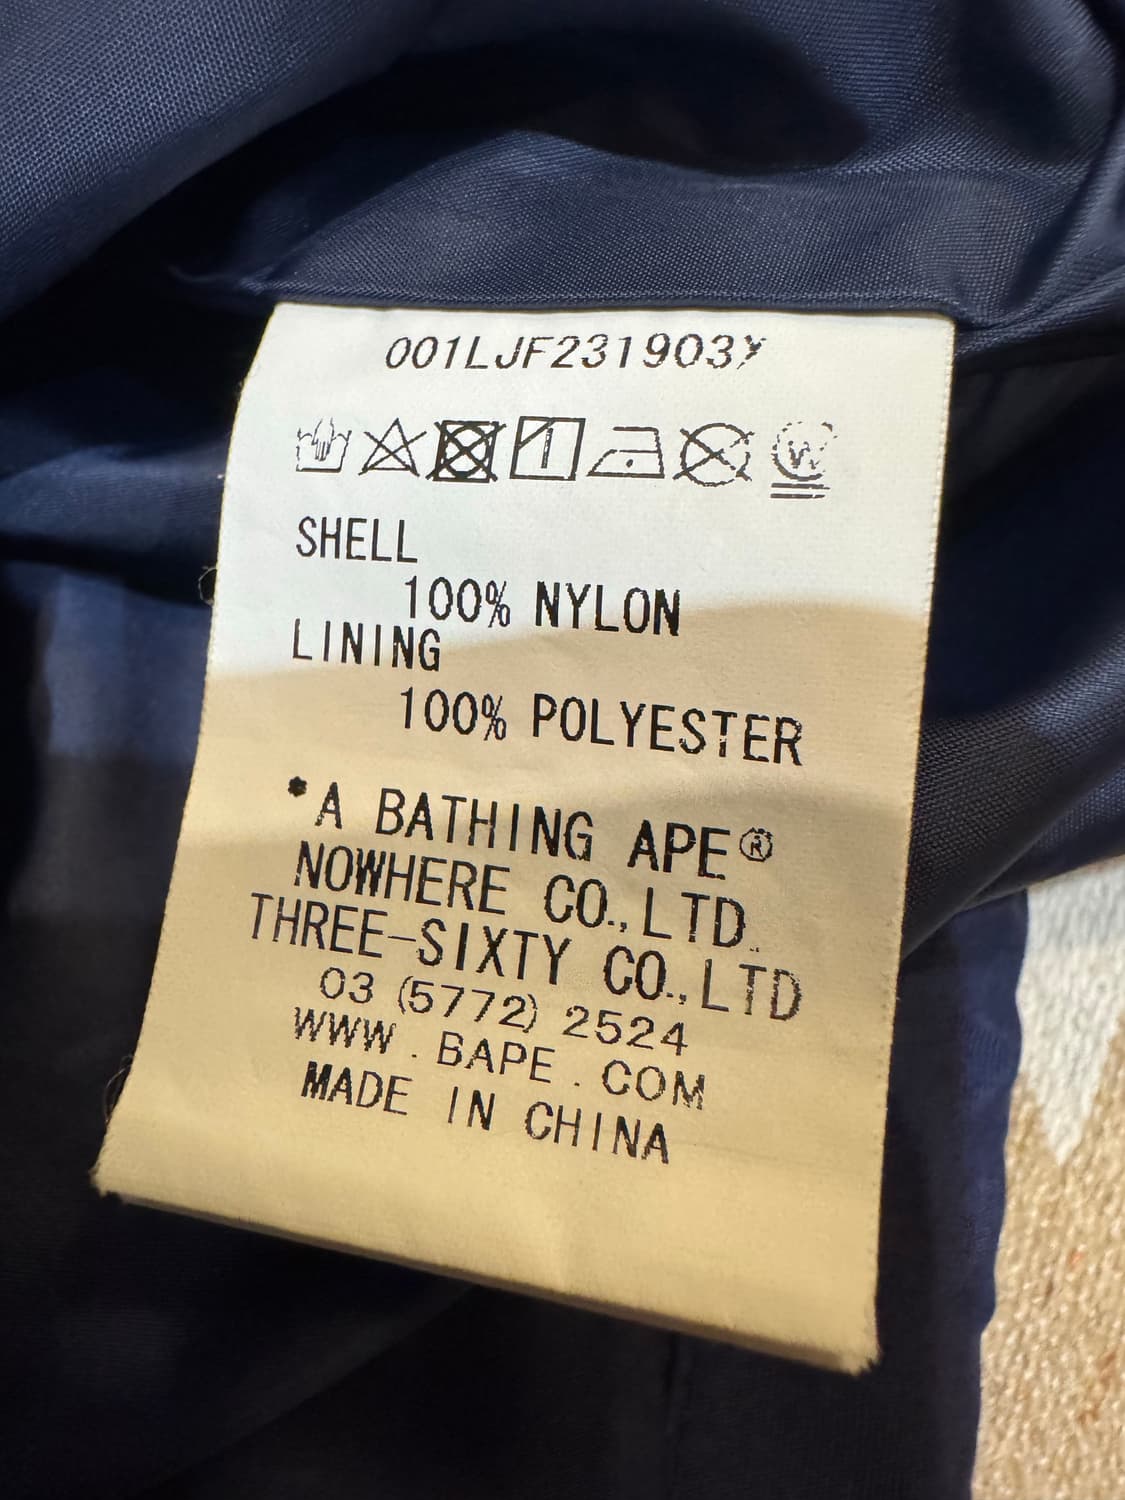 001LJF231903Y
SHELL
100% NYLON
LINING
100% POLYESTER
*A BATHING APE®
NOWHERE CO.,LTD.
THREE-SIXTY CO.,LTD
03 (5772) 2524
WWW.BAPE.COM
MADE IN CHINA